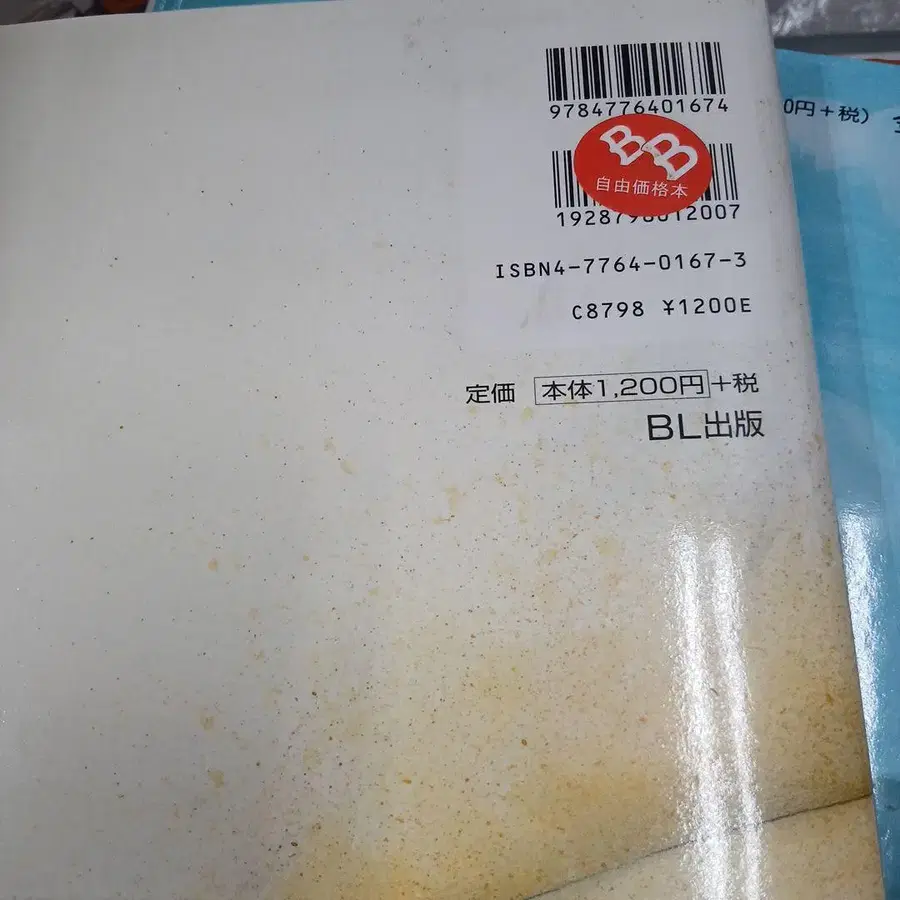 9784776401674
BB
自由価格本
1928798012007
ISBN4-7764-0167-3
C8798 ¥1200E
定価 本体1,200円+税
BL出版
0円+税)